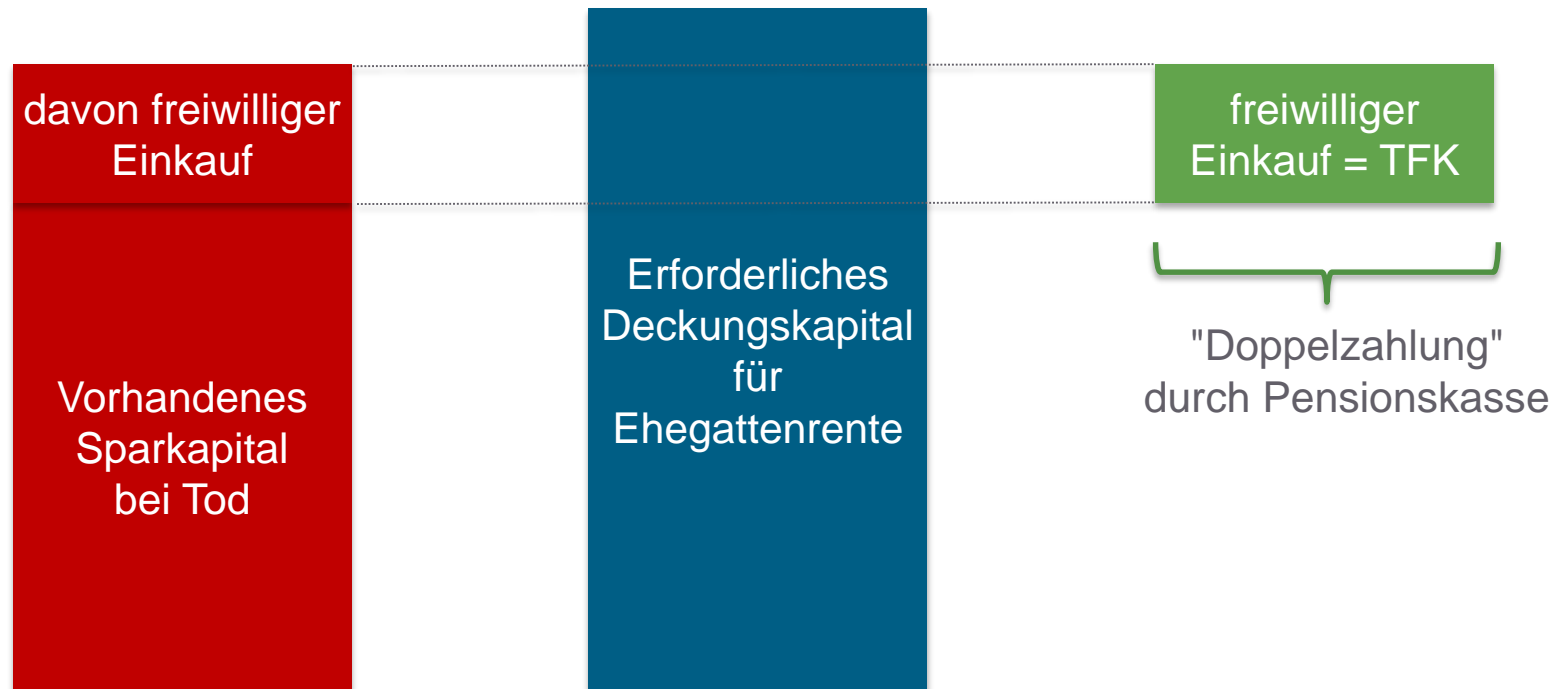 davon freiwilliger
Einkauf
Vorhandenes
Sparkapital
bei Tod
Erforderliches
Deckungskapital
für
Ehegattenrente
freiwilliger
Einkauf = TFK
"Doppelzahlung"
durch Pensionskasse